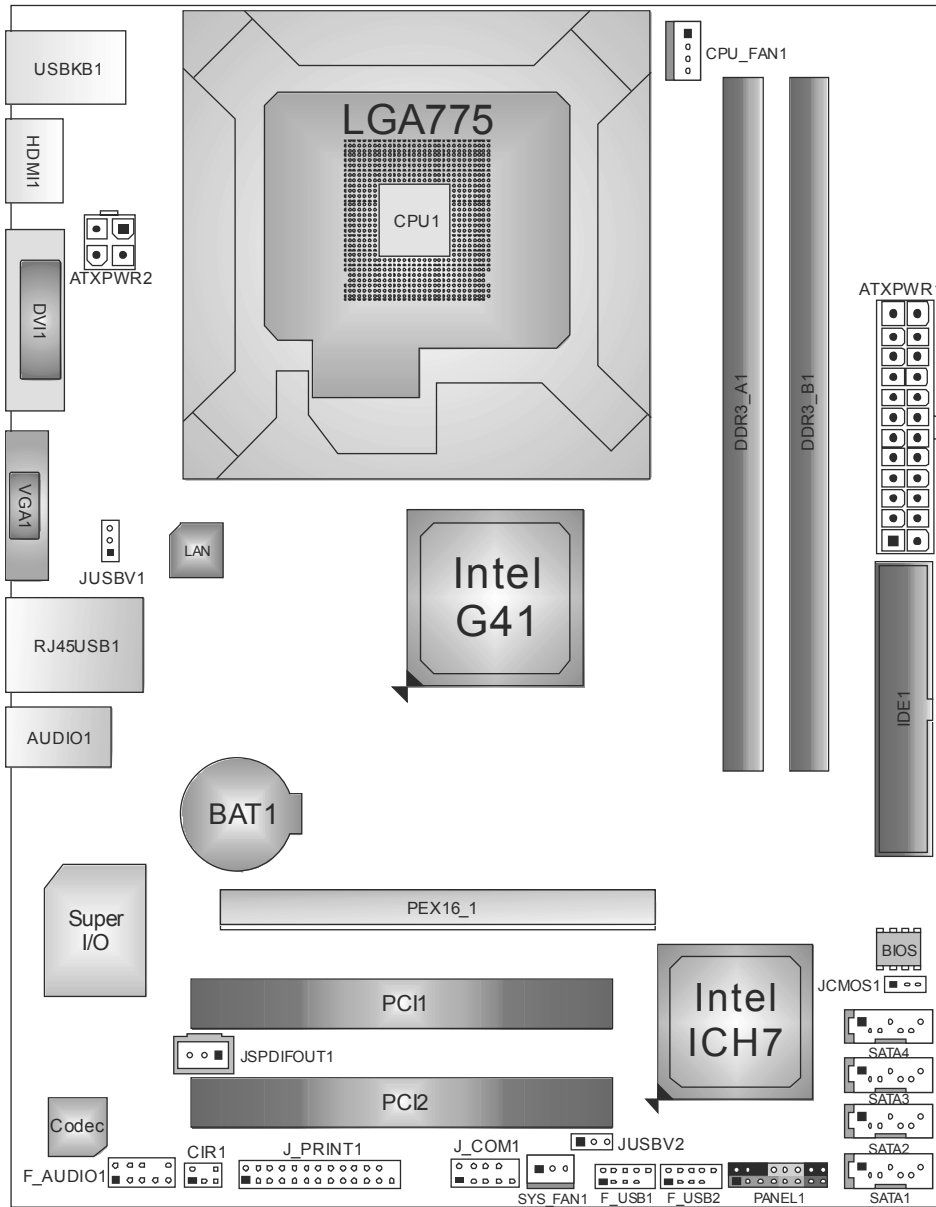 USBKB1
CPU_FAN1
LGA775
HDMI1
CPU1
ATXPWR2
ATXPWR1
DVI1
DDR3_A1
DDR3_B1
VGA1
LAN
JUSBV1
Intel
G41
RJ45USB1
IDE1
AUDIO1
BAT1
PEX16_1
Super
I/O
BIOS
JCMOS1
PCI1
Intel
ICH7
JSPDIFOUT1
SATA4
SATA3
PCI2
Codec
JUSBV2
SATA2
F_AUDIO1
CIR1
J_PRINT1
J_COM1
SYS_FAN1
F_USB1
F_USB2
PANEL1
SATA1